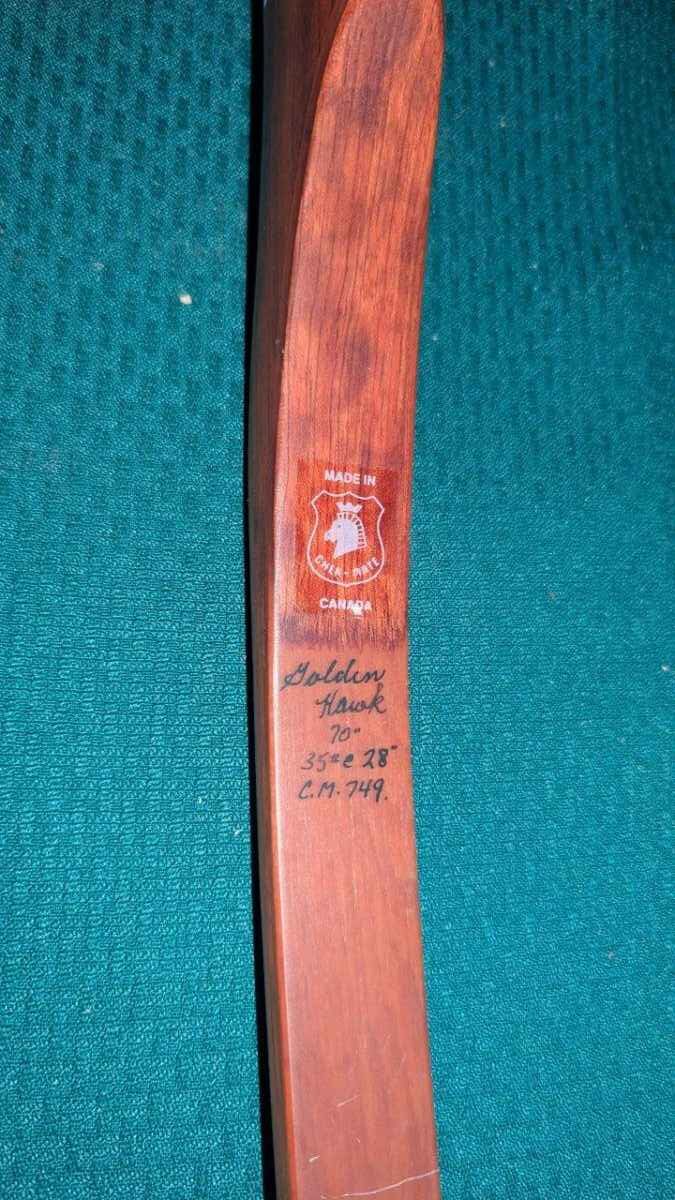 MADE IN
CHEK-MATE
CANADA
Golden
Hawk
70"
35# @ 28"
C.M. 749.